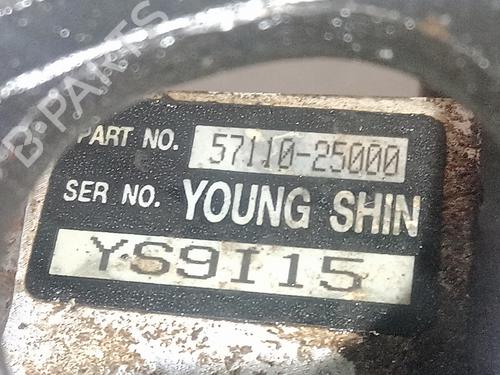 B-PARTS
PART NO. 57110-25000
SER NO. YOUNG SHIN
YS9I15